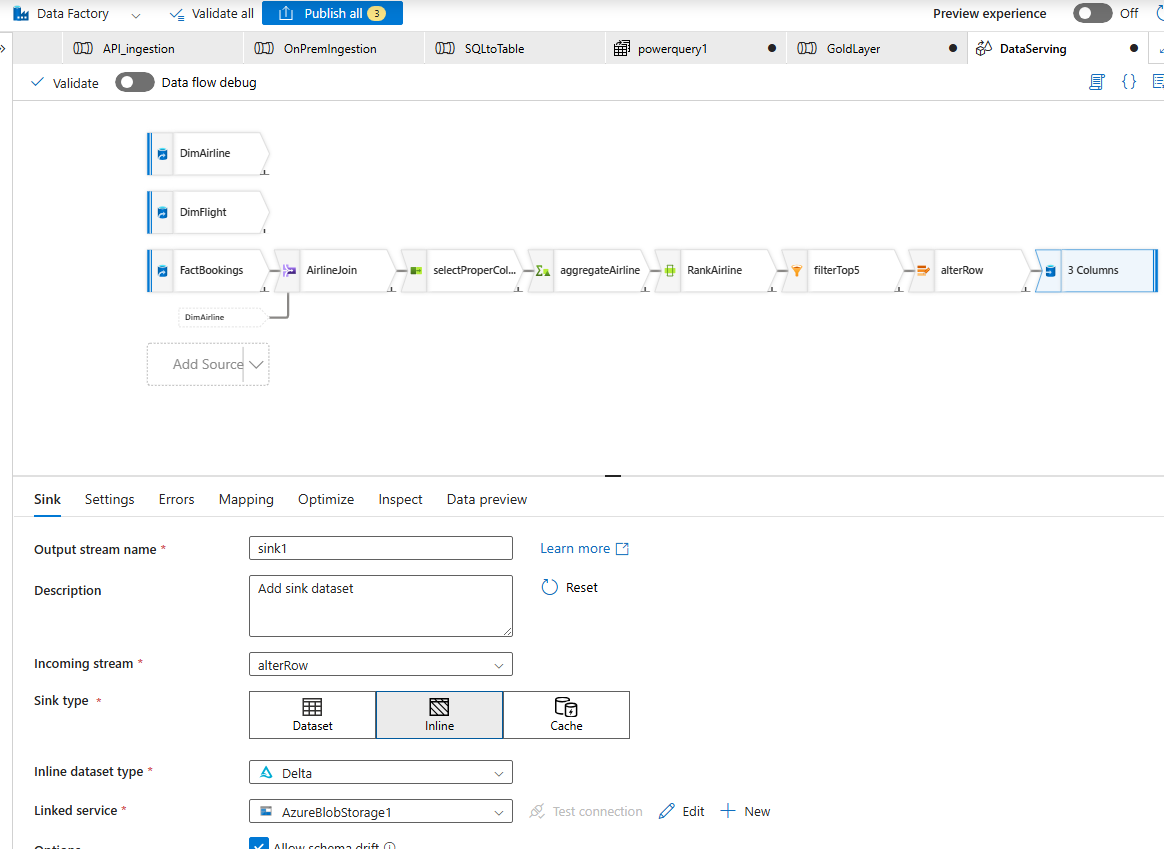 Data Factory Validate all Publish all 3 Preview experience Off
API_ingestion OnPremIngestion SQLtoTable powerquery1 GoldLayer DataServing
Validate Data flow debug {}
DimAirline
DimFlight
FactBookings AirlineJoin selectProperCol... aggregateAirline RankAirline filterTop5 alterRow 3 Columns
DimAirline
Add Source
Sink Settings Errors Mapping Optimize Inspect Data preview
Output stream name * sink1 Learn more
Description Add sink dataset Reset
Incoming stream * alterRow
Sink type *
Dataset Inline Cache
Inline dataset type * Delta
Linked service * AzureBlobStorage1 Test connection Edit New
Options Allow schema drift